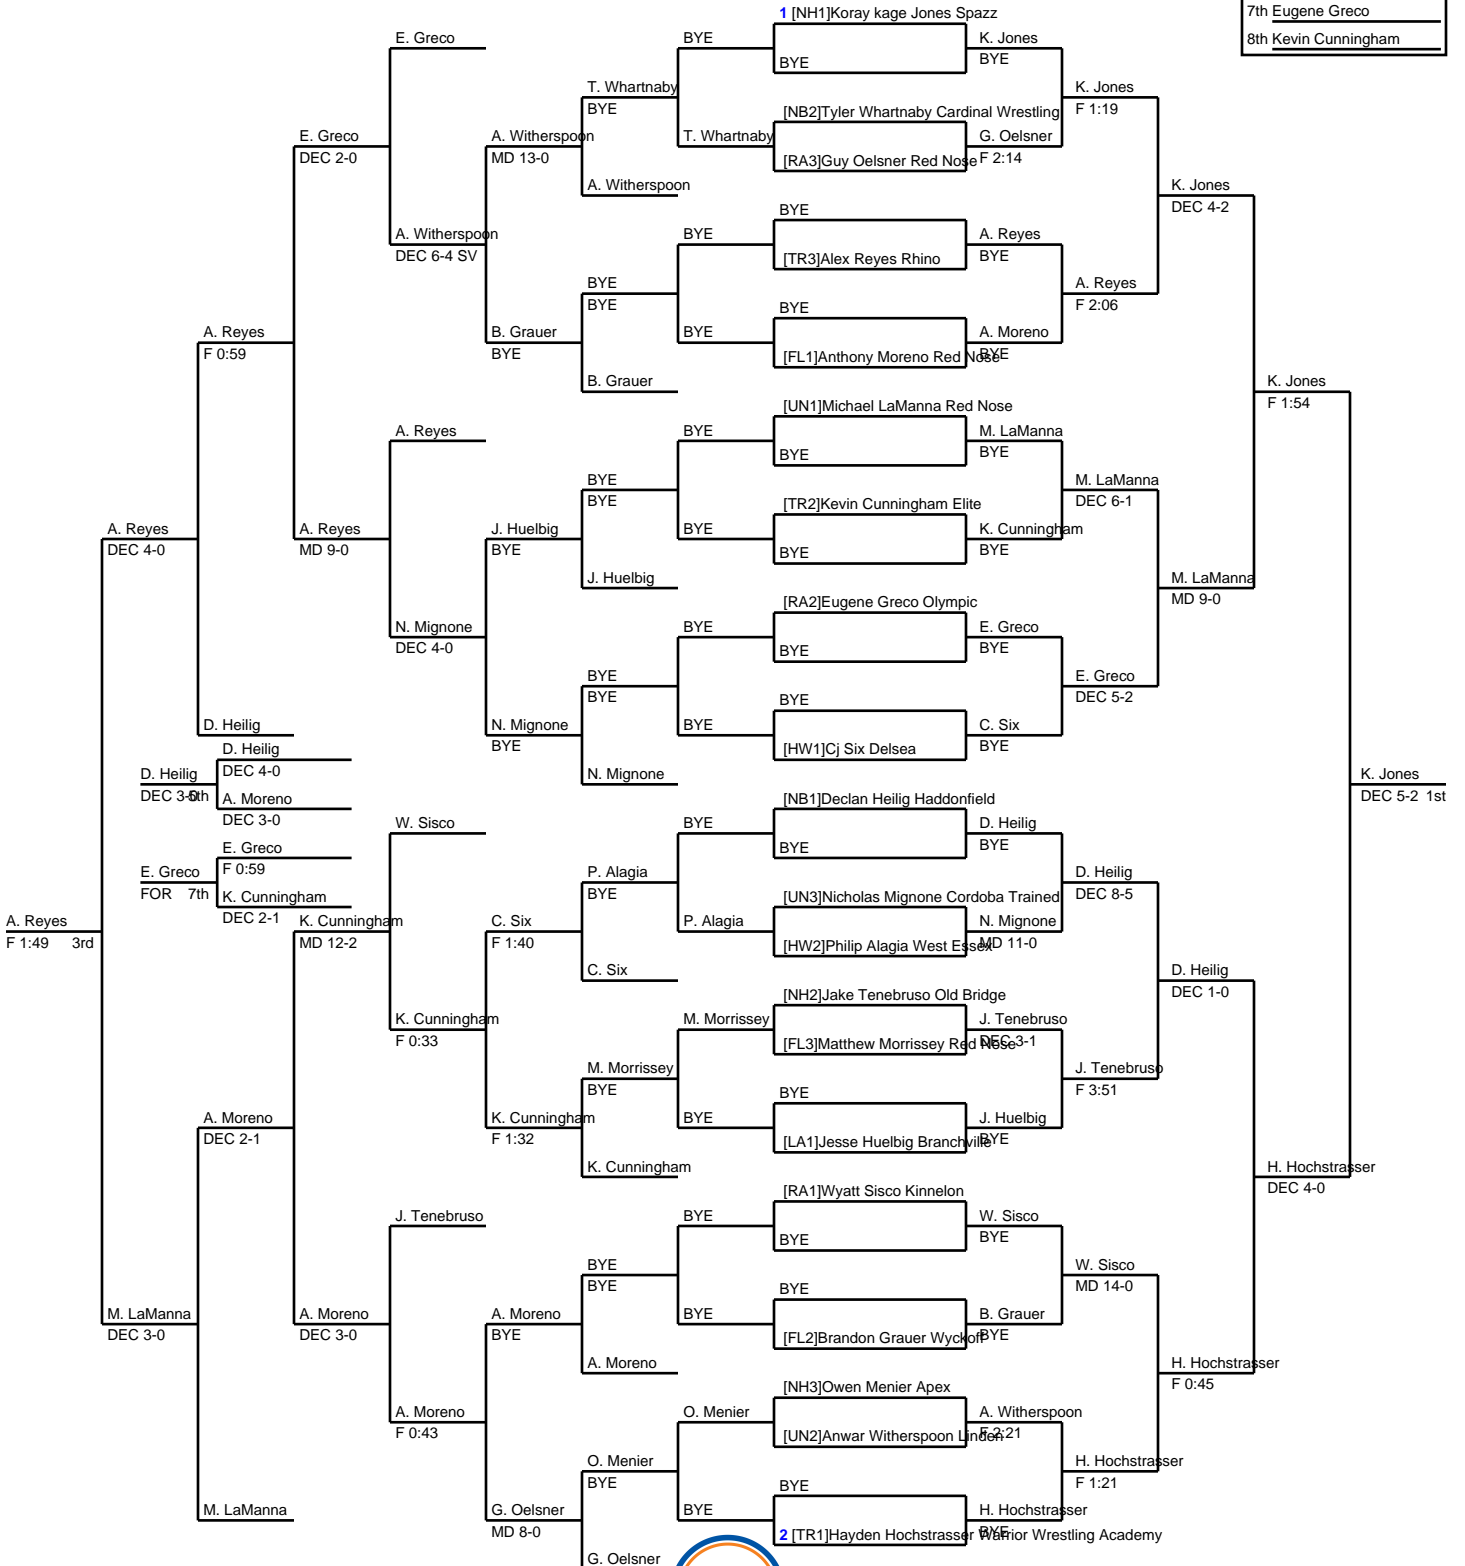 1 [NH1]Koray kage Jones Spazz
7th Eugene Greco
8th Kevin Cunningham
E. Greco
BYE
K. Jones
BYE
BYE
T. Whartnaby
BYE
K. Jones
F 1:19
[NB2]Tyler Whartnaby Cardinal Wrestling
E. Greco
DEC 2-0
A. Witherspoon
MD 13-0
T. Whartnaby
G. Oelsner
F 2:14
[RA3]Guy Oelsner Red Nose
A. Witherspoon
K. Jones
DEC 4-2
BYE
A. Witherspoon
DEC 6-4 SV
BYE
A. Reyes
BYE
[TR3]Alex Reyes Rhino
BYE
BYE
A. Reyes
F 2:06
BYE
A. Reyes
F 0:59
B. Grauer
BYE
BYE
A. Moreno
BYE
[FL1]Anthony Moreno Red Nose
B. Grauer
K. Jones
F 1:54
[UN1]Michael LaManna Red Nose
A. Reyes
BYE
M. LaManna
BYE
BYE
BYE
BYE
M. LaManna
DEC 6-1
[TR2]Kevin Cunningham Elite
A. Reyes
DEC 4-0
A. Reyes
MD 9-0
J. Huelbig
BYE
BYE
K. Cunningham
BYE
BYE
J. Huelbig
M. LaManna
MD 9-0
[RA2]Eugene Greco Olympic
N. Mignone
DEC 4-0
BYE
E. Greco
BYE
BYE
BYE
BYE
E. Greco
DEC 5-2
BYE
D. Heilig
N. Mignone
BYE
BYE
C. Six
BYE
[HW1]Cj Six Delsea
D. Heilig
DEC 4-0
D. Heilig
DEC 3-0
5th
N. Mignone
K. Jones
DEC 5-2 1st
A. Moreno
DEC 3-0
[NB1]Declan Heilig Haddonfield
W. Sisco
BYE
D. Heilig
BYE
BYE
E. Greco
F 0:59
E. Greco
FOR 7th
P. Alagia
BYE
D. Heilig
DEC 8-5
K. Cunningham
DEC 2-1
[UN3]Nicholas Mignone Cordoba Trained
A. Reyes
F 1:49 3rd
K. Cunningham
MD 12-2
C. Six
F 1:40
P. Alagia
N. Mignone
MD 11-0
[HW2]Philip Alagia West Essex
C. Six
D. Heilig
DEC 1-0
[NH2]Jake Tenebruso Old Bridge
K. Cunningham
F 0:33
M. Morrissey
J. Tenebruso
DEC 3-1
[FL3]Matthew Morrissey Red Nose
M. Morrissey
BYE
J. Tenebruso
F 3:51
BYE
A. Moreno
DEC 2-1
K. Cunningham
F 1:32
BYE
J. Huelbig
BYE
[LA1]Jesse Huelbig Branchville
K. Cunningham
H. Hochstrasser
DEC 4-0
[RA1]Wyatt Sisco Kinnelon
J. Tenebruso
BYE
W. Sisco
BYE
BYE
BYE
BYE
W. Sisco
MD 14-0
BYE
M. LaManna
DEC 3-0
A. Moreno
DEC 3-0
A. Moreno
BYE
BYE
B. Grauer
BYE
[FL2]Brandon Grauer Wyckoff
A. Moreno
H. Hochstrasser
F 0:45
[NH3]Owen Menier Apex
A. Moreno
F 0:43
O. Menier
A. Witherspoon
F 2:21
[UN2]Anwar Witherspoon Linden
O. Menier
BYE
H. Hochstrasser
F 1:21
BYE
M. LaManna
G. Oelsner
MD 8-0
BYE
H. Hochstrasser
BYE
2 [TR1]Hayden Hochstrasser Warrior Wrestling Academy
G. Oelsner